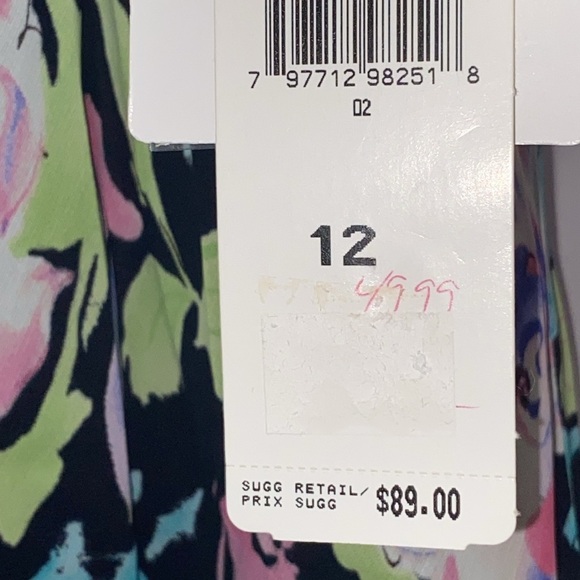 7 97712 98251 8
02
12
4999
SUGG RETAIL/
PRIX SUGG $89.00